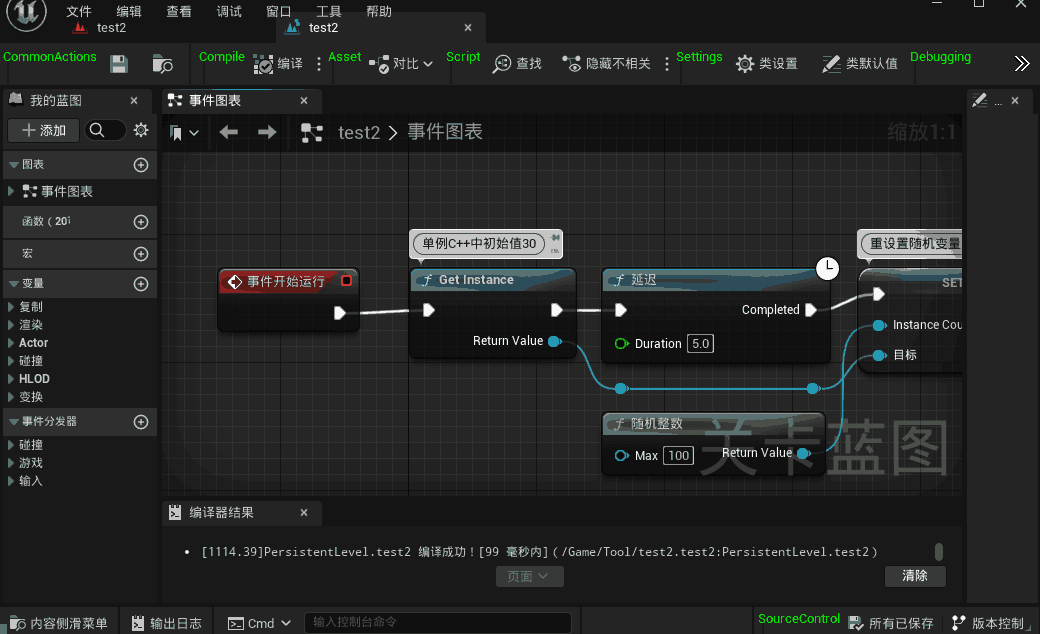 文件 编辑 查看 调试 窗口 工具 帮助
test2 test2
CommonActions Compile 编译 Asset 对比 Script 查找 隐藏不相关 Settings 类设置 类默认值 Debugging
我的蓝图 事件图表 ...
添加
test2 > 事件图表 缩放1:1
图表
事件图表
函数（20
宏
变量
复制
渲染
Actor
碰撞
HLOD
变换
事件分发器
碰撞
游戏
输入
单例C++中初始值30
重设置随机变量
事件开始运行
f Get Instance
Return Value
f 延迟
Completed
Duration 5.0
SET
Instance Cou
目标
f 随机整数
Max 100 Return Value
关卡蓝图
编译器结果
• [1114.39]PersistentLevel.test2 编译成功！[99 毫秒内]（/Game/Tool/test2.test2:PersistentLevel.test2）
页面
清除
内容侧滑菜单 输出日志 Cmd 输入控制台命令 SourceControl 所有已保存 版本控制